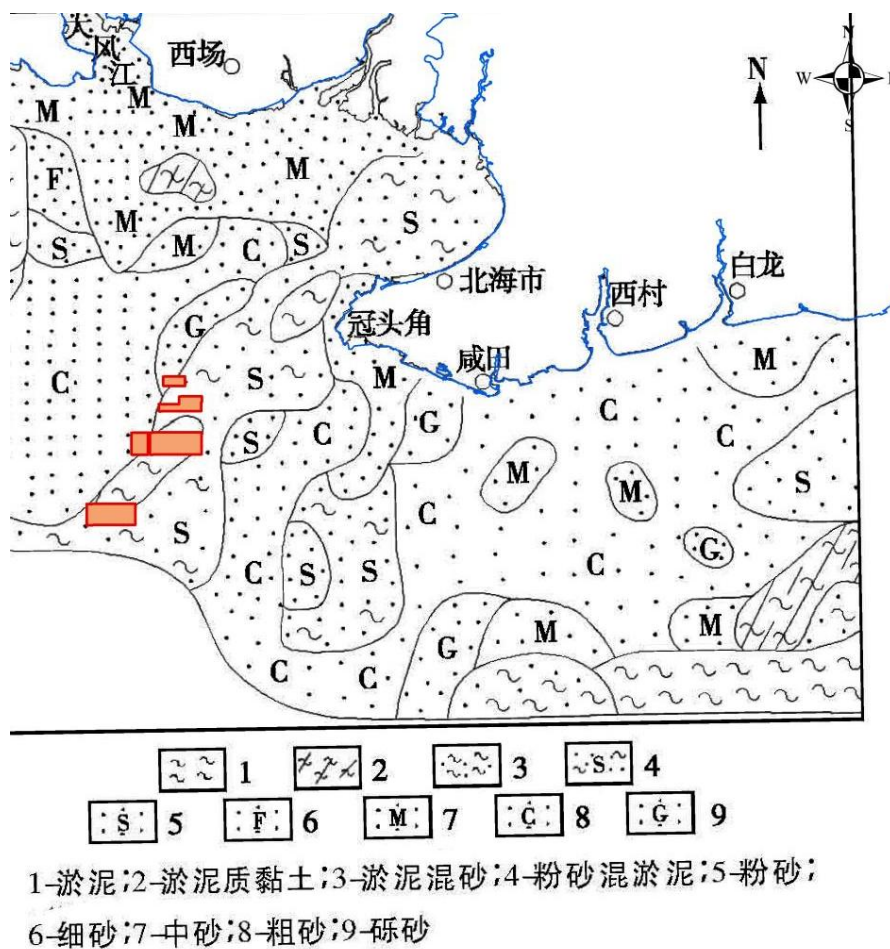 大
风
江
西场
N
N
W
E
S
M
M
M
F
M
M
S
S
M
C
S
北海市
西村
白龙
G
冠头角
咸田
M
M
C
S
C
C
G
S
C
M
M
S
C
S
G
C
C
S
S
M
M
G
C
C
1
2
3
S 4
S 5
F 6
M 7
C 8
G 9
1-淤泥;2-淤泥质黏土;3-淤泥混砂;4-粉砂混淤泥;5-粉砂;
6-细砂;7-中砂;8-粗砂;9-砾砂